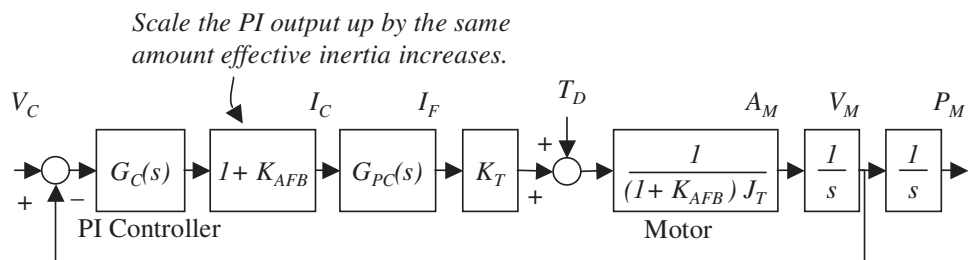 Scale the PI output up by the same
amount effective inertia increases.
V_C I_C I_F T_D A_M V_M P_M
+ − G_C(s) 1+ K_AFB G_PC(s) K_T + + 1/((1+ K_AFB) J_T) 1/s 1/s
PI Controller Motor